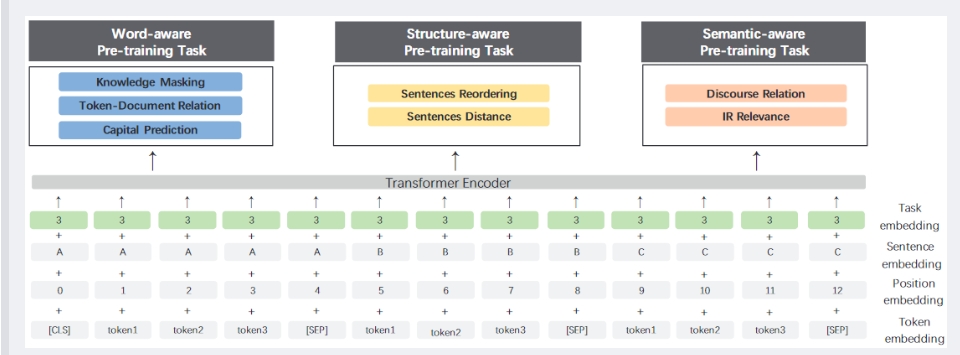 Word-aware
Pre-training Task
Structure-aware
Pre-training Task
Semantic-aware
Pre-training Task
Knowledge Masking
Token-Document Relation
Capital Prediction
Sentences Reordering
Sentences Distance
Discourse Relation
IR Relevance
↑ ↑ ↑
Transformer Encoder
↑ ↑ ↑ ↑ ↑ ↑ ↑ ↑ ↑ ↑ ↑ ↑ ↑
3 3 3 3 3 3 3 3 3 3 3 3 3
Task
embedding
+ + + + + + + + + + + + +
A A A A A B B B B C C C C
Sentence
embedding
+ + + + + + + + + + + + +
0 1 2 3 4 5 6 7 8 9 10 11 12
Position
embedding
+ + + + + + + + + + + + +
[CLS] token1 token2 token3 [SEP] token1 token2 token3 [SEP] token1 token2 token3 [SEP]
Token
embedding